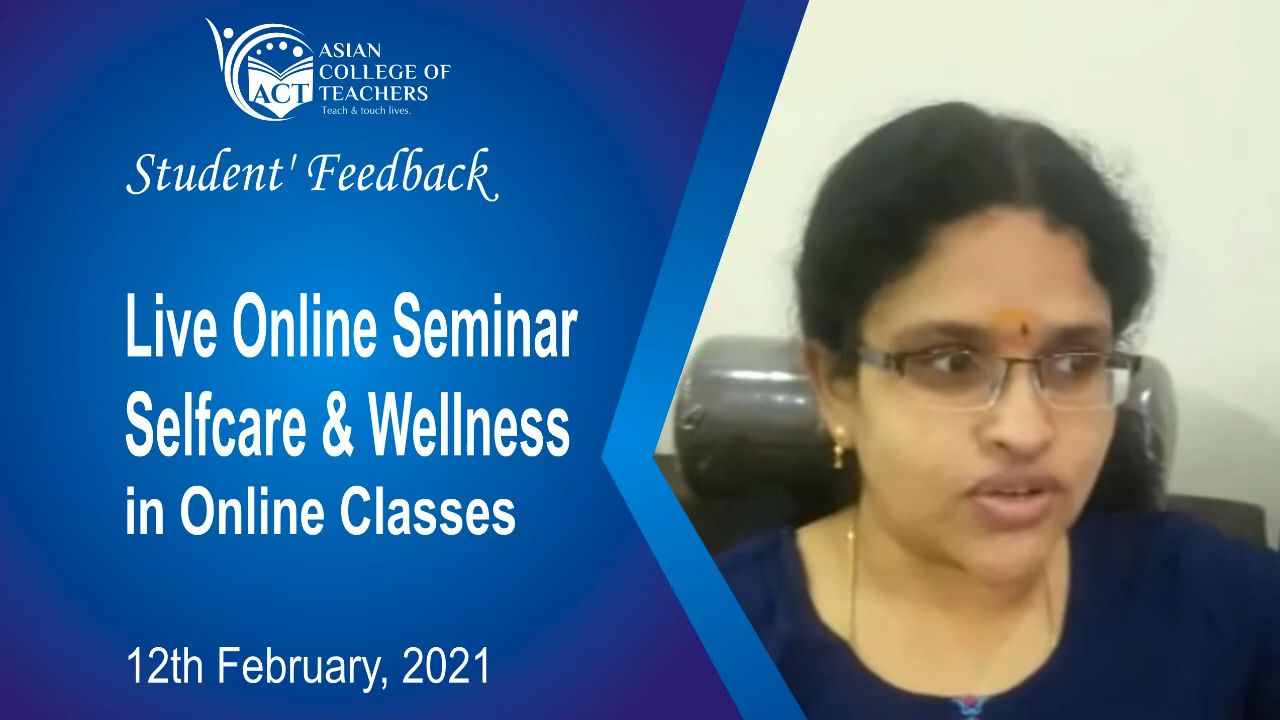 ASIAN
COLLEGE OF
TEACHERS
ACT
Teach & touch lives.
Student' Feedback
Live Online Seminar
Selfcare & Wellness
in Online Classes
12th February, 2021